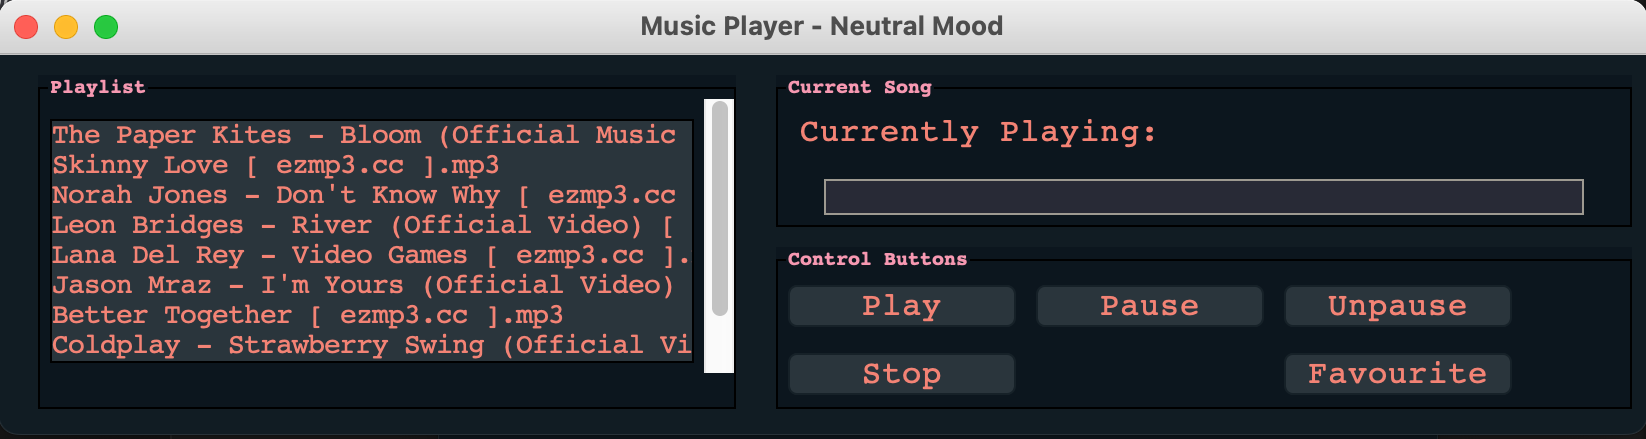 Music Player - Neutral Mood
Playlist
The Paper Kites - Bloom (Official Music
Skinny Love [ ezmp3.cc ].mp3
Norah Jones - Don't Know Why [ ezmp3.cc
Leon Bridges - River (Official Video) [
Lana Del Rey - Video Games [ ezmp3.cc ].
Jason Mraz - I'm Yours (Official Video)
Better Together [ ezmp3.cc ].mp3
Coldplay - Strawberry Swing (Official Vi
Current Song
Currently Playing:
Control Buttons
Play Pause Unpause
Stop Favourite